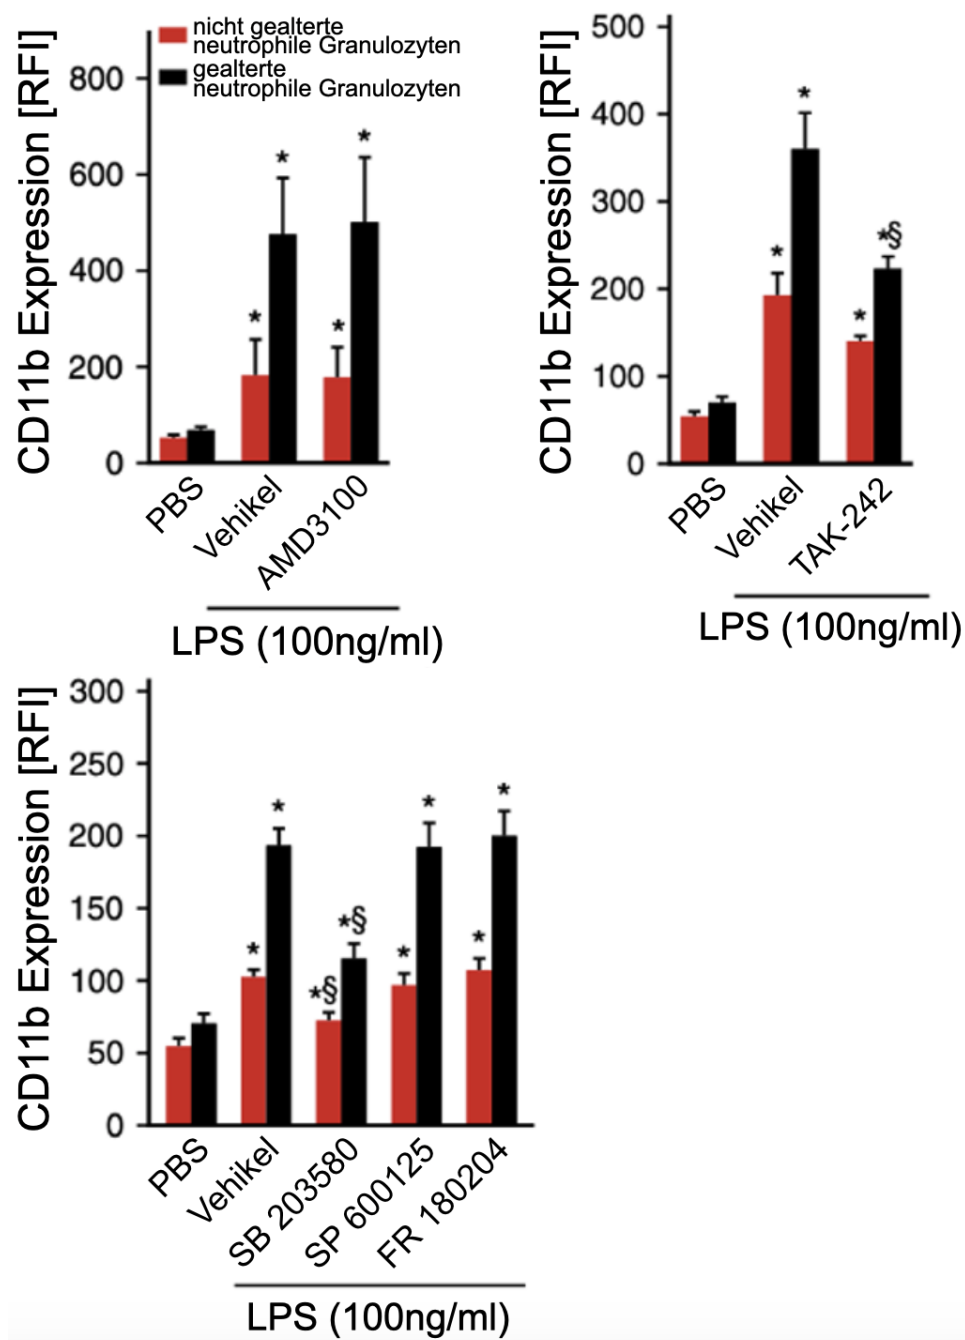 CD11b Expression [RFI]
nicht gealterte
neutrophile Granulozyten
gealterte
neutrophile Granulozyten
800
600
400
200
0
*
*
*
*
PBS
Vehikel
AMD3100
LPS (100ng/ml)
CD11b Expression [RFI]
500
400
300
200
100
0
*
*
*
*§
PBS
Vehikel
TAK-242
LPS (100ng/ml)
CD11b Expression [RFI]
300
250
200
150
100
50
0
*
*
*§
*§
*
*
*
*
PBS
Vehikel
SB 203580
SP 600125
FR 180204
LPS (100ng/ml)